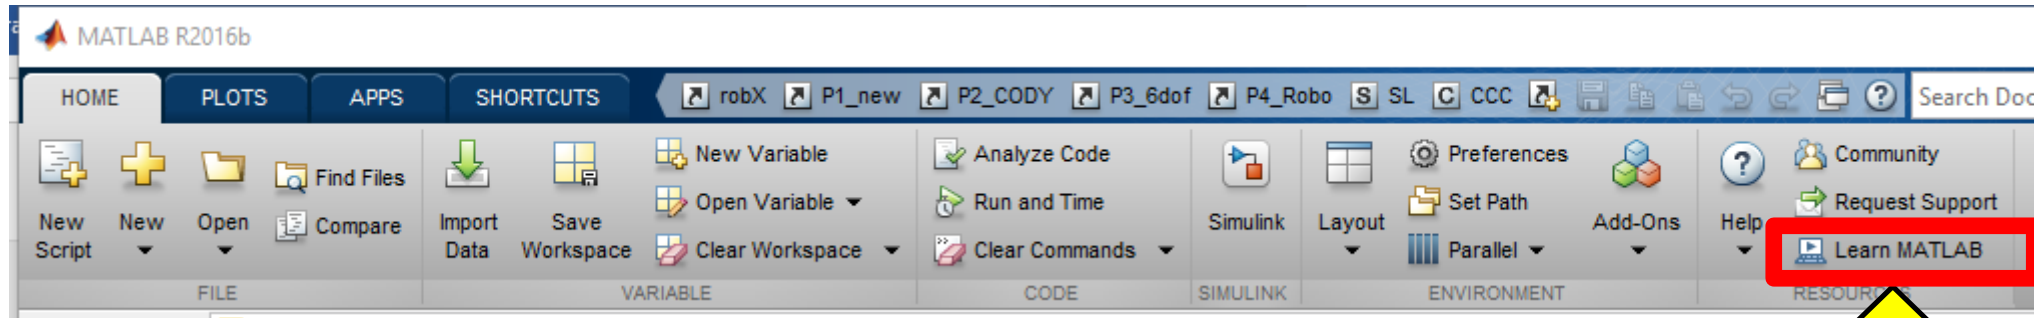 MATLAB R2016b
HOME PLOTS APPS SHORTCUTS robX P1_new P2_CODY P3_6dof P4_Robo S SL C CCC ? Search Doc
New Script
New
Open
Find Files
Compare
FILE
Import Data
Save Workspace
New Variable
Open Variable
Clear Workspace
VARIABLE
Analyze Code
Run and Time
Clear Commands
CODE
Simulink
SIMULINK
Layout
Preferences
Set Path
Parallel
Add-Ons
ENVIRONMENT
?
Help
Community
Request Support
Learn MATLAB
RESOURCES